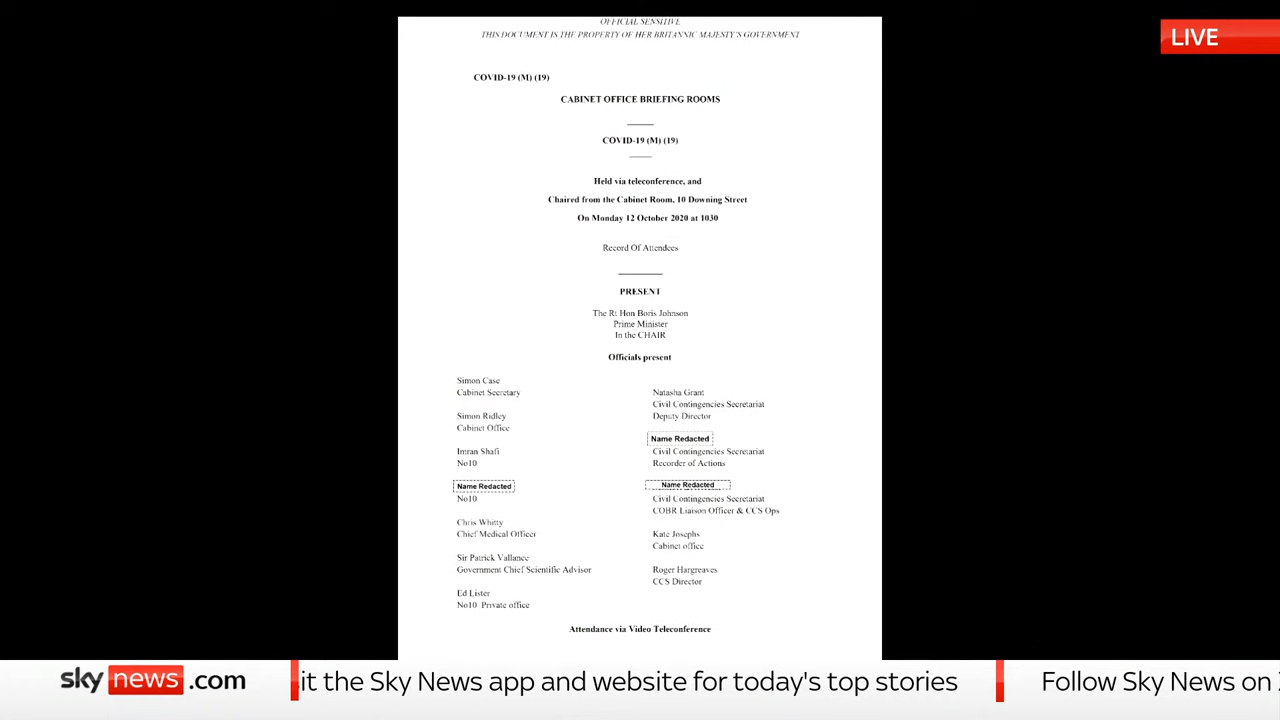 OFFICIAL SENSITIVE
THIS DOCUMENT IS THE PROPERTY OF HER BRITANNIC MAJESTY'S GOVERNMENT
LIVE
COVID-19 (M) (19)
CABINET OFFICE BRIEFING ROOMS
COVID-19 (M) (19)
Held via teleconference, and
Chaired from the Cabinet Room, 10 Downing Street
On Monday 12 October 2020 at 1030
Record Of Attendees
PRESENT
The Rt Hon Boris Johnson
Prime Minister
In the CHAIR
Officials present
Simon Case
Cabinet Secretary
Simon Ridley
Cabinet Office
Imran Shafi
No10
Name Redacted
No10
Chris Whitty
Chief Medical Officer
Sir Patrick Vallance
Government Chief Scientific Advisor
Ed Lister
No10 Private office
Natasha Grant
Civil Contingencies Secretariat
Deputy Director
Name Redacted
Civil Contingencies Secretariat
Recorder of Actions
Name Redacted
Civil Contingencies Secretariat
COBR Liaison Officer & CCS Ops
Kate Josephs
Cabinet office
Roger Hargreaves
CCS Director
Attendance via Video Teleconference
sky news.com
it the Sky News app and website for today's top stories
Follow Sky News on